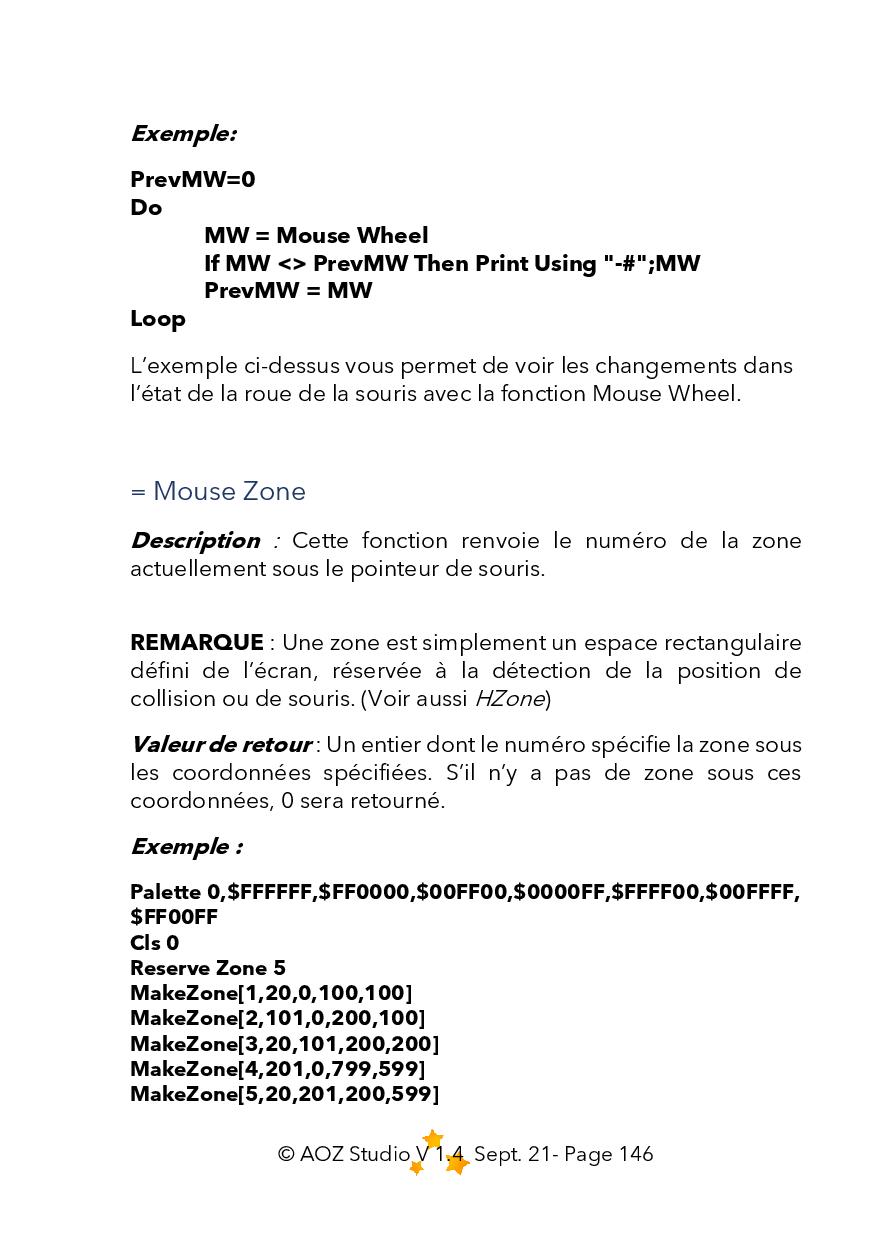 Exemple:
PrevMW=0
Do
MW = Mouse Wheel
If MW <> PrevMW Then Print Using "-#";MW
PrevMW = MW
Loop
L’exemple ci-dessus vous permet de voir les changements dans
l’état de la roue de la souris avec la fonction Mouse Wheel.
= Mouse Zone
Description : Cette fonction renvoie le numéro de la zone
actuellement sous le pointeur de souris.
REMARQUE : Une zone est simplement un espace rectangulaire
défini de l’écran, réservée à la détection de la position de
collision ou de souris. (Voir aussi HZone)
Valeur de retour : Un entier dont le numéro spécifie la zone sous
les coordonnées spécifiées. S’il n’y a pas de zone sous ces
coordonnées, 0 sera retourné.
Exemple :
Palette 0,$FFFFFF,$FF0000,$00FF00,$0000FF,$FFFF00,$00FFFF,
$FF00FF
Cls 0
Reserve Zone 5
MakeZone[1,20,0,100,100]
MakeZone[2,101,0,200,100]
MakeZone[3,20,101,200,200]
MakeZone[4,201,0,799,599]
MakeZone[5,20,201,200,599]
© AOZ Studio V 1.4 Sept. 21- Page 146